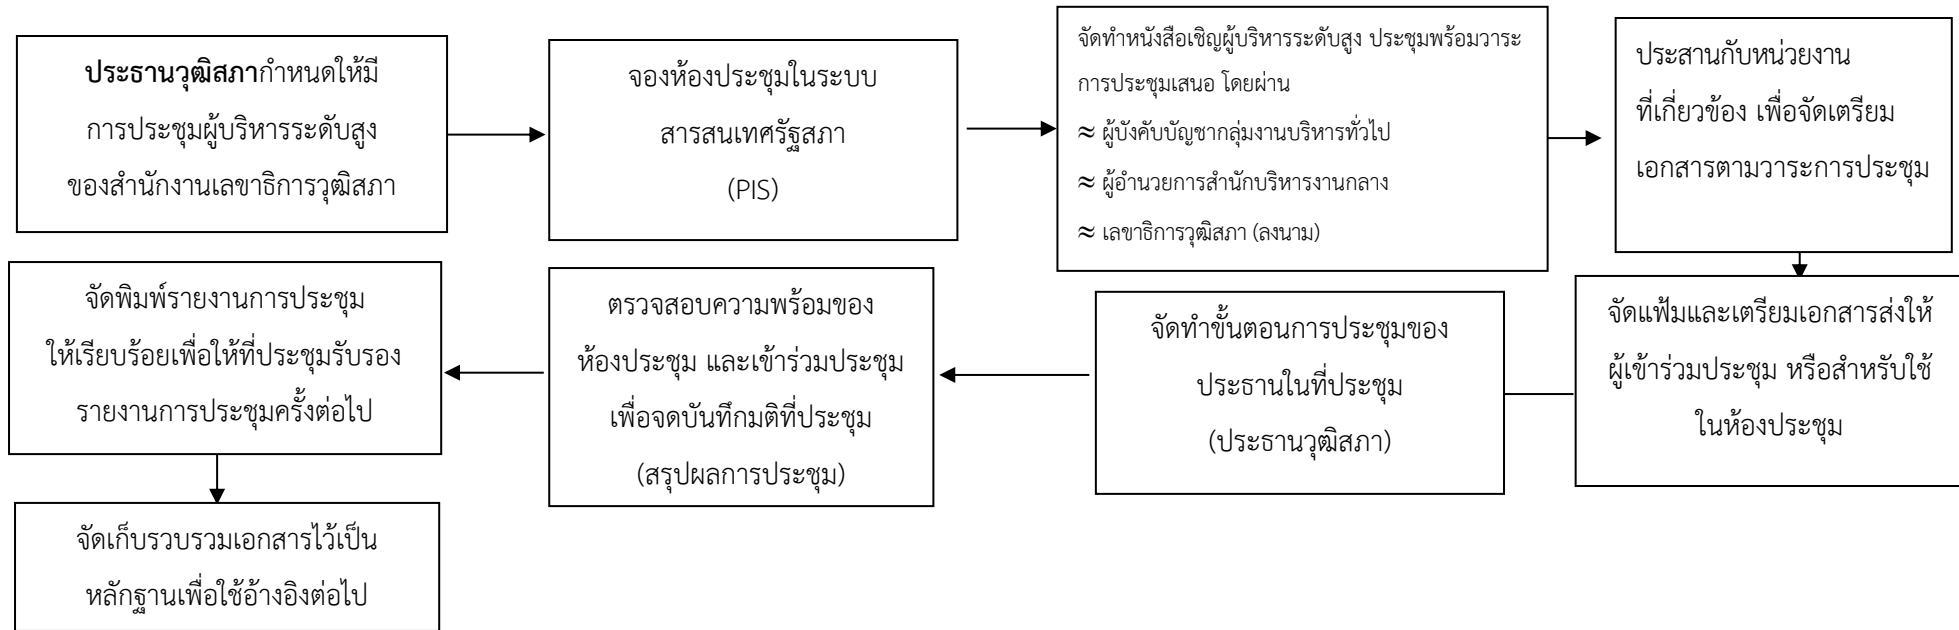 ประธานวุฒิสภากำหนดให้มี
การประชุมผู้บริหารระดับสูง
ของสำนักงานเลขาธิการวุฒิสภา
จองห้องประชุมในระบบ
สารสนเทศรัฐสภา
(PIS)
จัดทำหนังสือเชิญผู้บริหารระดับสูง ประชุมพร้อมวาระ
การประชุมเสนอ โดยผ่าน
≈ ผู้บังคับบัญชากลุ่มงานบริหารทั่วไป
≈ ผู้อำนวยการสำนักบริหารงานกลาง
≈ เลขาธิการวุฒิสภา (ลงนาม)
ประสานกับหน่วยงาน
ที่เกี่ยวข้อง เพื่อจัดเตรียม
เอกสารตามวาระการประชุม
จัดแฟ้มและเตรียมเอกสารส่งให้
ผู้เข้าร่วมประชุม หรือสำหรับใช้
ในห้องประชุม
จัดทำขั้นตอนการประชุมของ
ประธานในที่ประชุม
(ประธานวุฒิสภา)
ตรวจสอบความพร้อมของ
ห้องประชุม และเข้าร่วมประชุม
เพื่อจดบันทึกมติที่ประชุม
(สรุปผลการประชุม)
จัดพิมพ์รายงานการประชุม
ให้เรียบร้อยเพื่อให้ที่ประชุมรับรอง
รายงานการประชุมครั้งต่อไป
จัดเก็บรวบรวมเอกสารไว้เป็น
หลักฐานเพื่อใช้อ้างอิงต่อไป